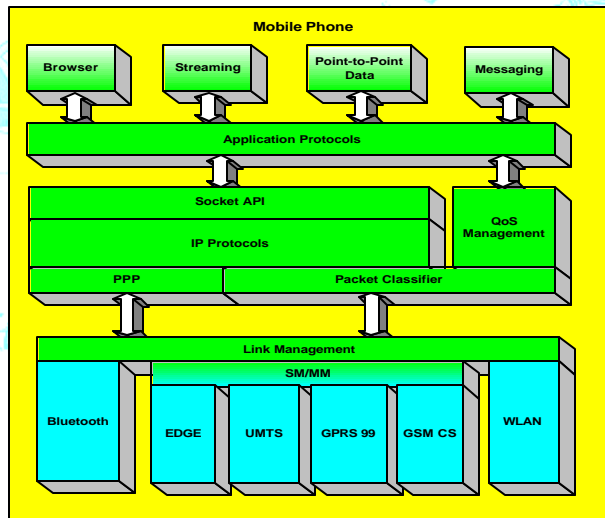 Mobile Phone
Browser
Streaming
Point-to-Point
Data
Messaging
Application Protocols
Socket API
QoS
Management
IP Protocols
PPP
Packet Classifier
Link Management
SM/MM
Bluetooth
EDGE
UMTS
GPRS 99
GSM CS
WLAN